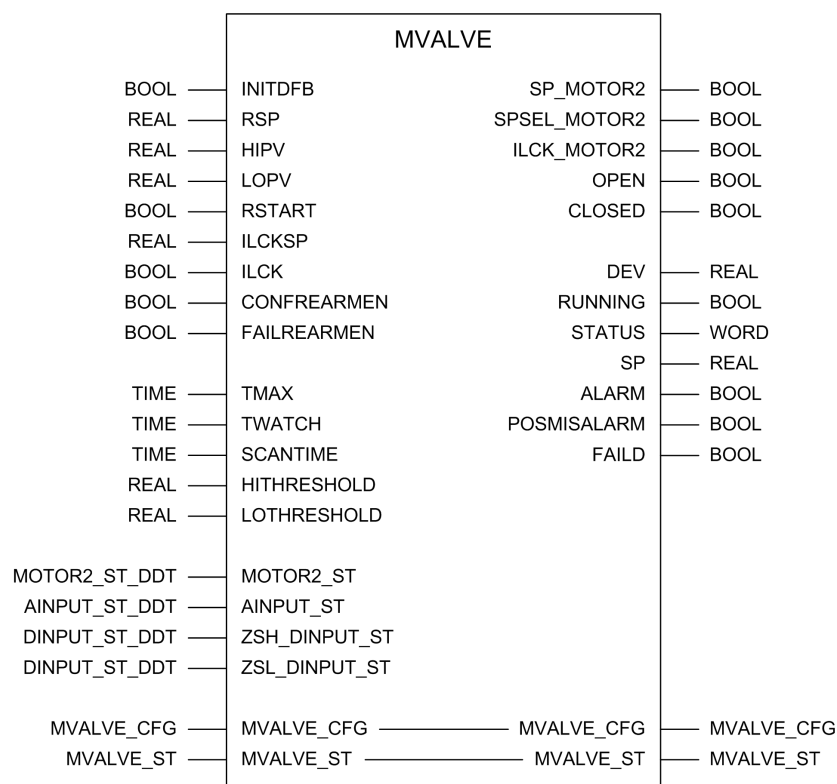 MVALVE
BOOL INITDFB SP_MOTOR2 BOOL
REAL RSP SPSEL_MOTOR2 BOOL
REAL HIPV ILCK_MOTOR2 BOOL
REAL LOPV OPEN BOOL
BOOL RSTART CLOSED BOOL
REAL ILCKSP
BOOL ILCK DEV REAL
BOOL CONFREARMEN RUNNING BOOL
BOOL FAILREARMEN STATUS WORD
SP REAL
TIME TMAX ALARM BOOL
TIME TWATCH POSMISALARM BOOL
TIME SCANTIME FAILD BOOL
REAL HITHRESHOLD
REAL LOTHRESHOLD
MOTOR2_ST_DDT MOTOR2_ST
AINPUT_ST_DDT AINPUT_ST
DINPUT_ST_DDT ZSH_DINPUT_ST
DINPUT_ST_DDT ZSL_DINPUT_ST
MVALVE_CFG MVALVE_CFG MVALVE_CFG MVALVE_CFG
MVALVE_ST MVALVE_ST MVALVE_ST MVALVE_ST